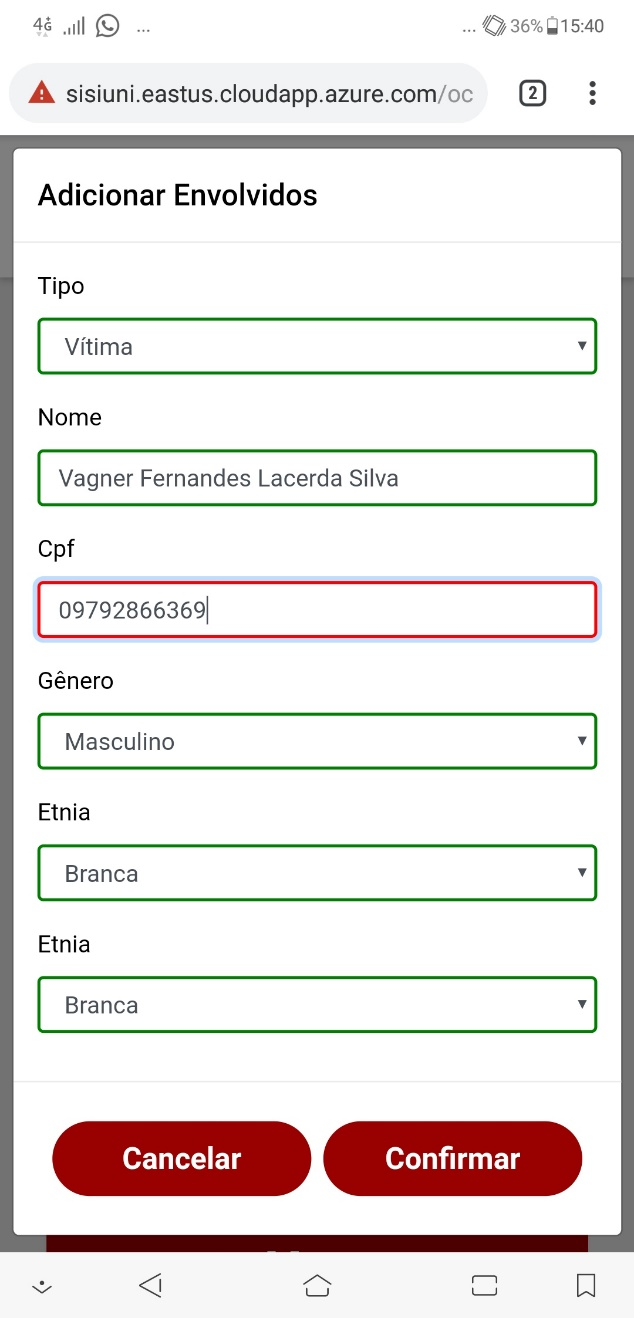 4G ... ... 36% 15:40
sisiuni.eastus.cloudapp.azure.com/oc 2
Adicionar Envolvidos
Tipo
Vítima
Nome
Vagner Fernandes Lacerda Silva
Cpf
09792866369
Gênero
Masculino
Etnia
Branca
Etnia
Branca
Cancelar Confirmar